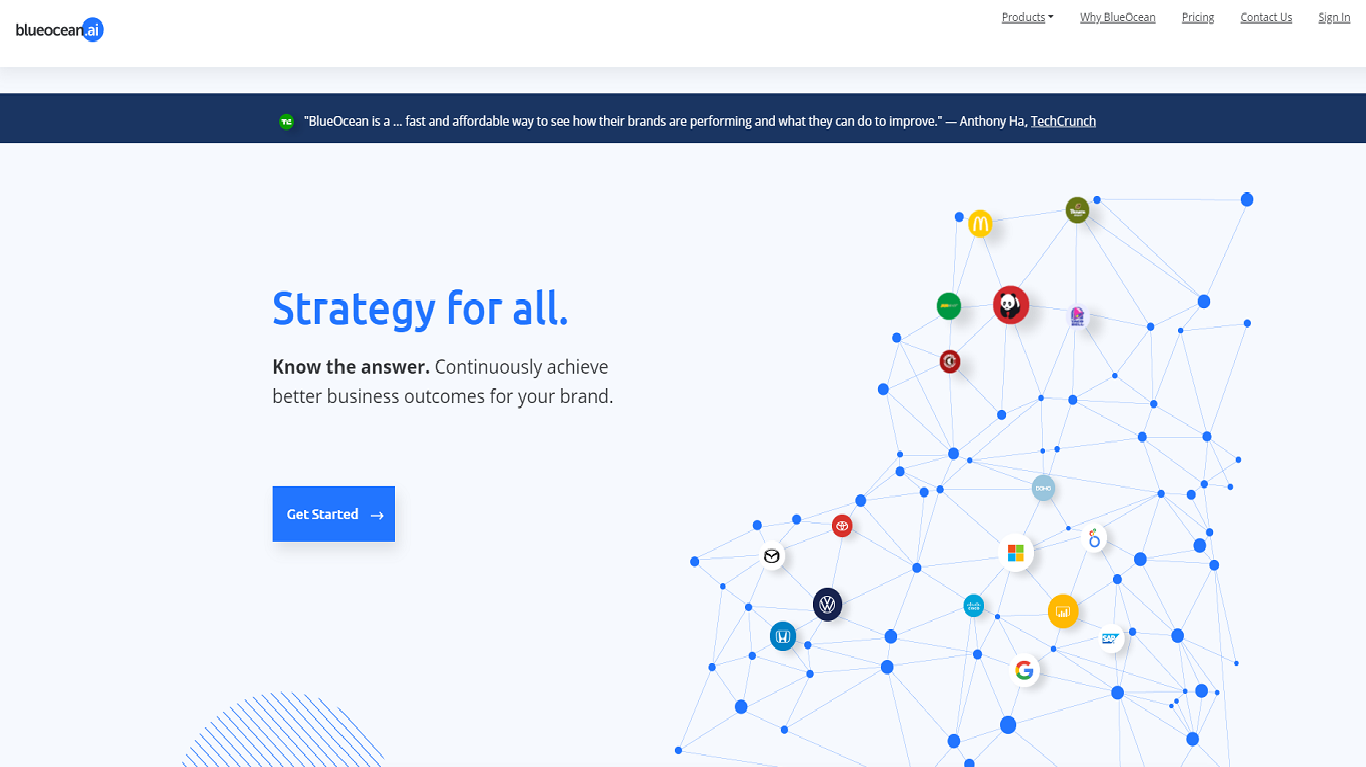 blueocean.ai
Products
Why BlueOcean
Pricing
Contact Us
Sign In
"BlueOcean is a ... fast and affordable way to see how their brands are performing and what they can do to improve." — Anthony Ha, TechCrunch
Strategy for all.
Know the answer. Continuously achieve
better business outcomes for your brand.
Get Started →
SAP